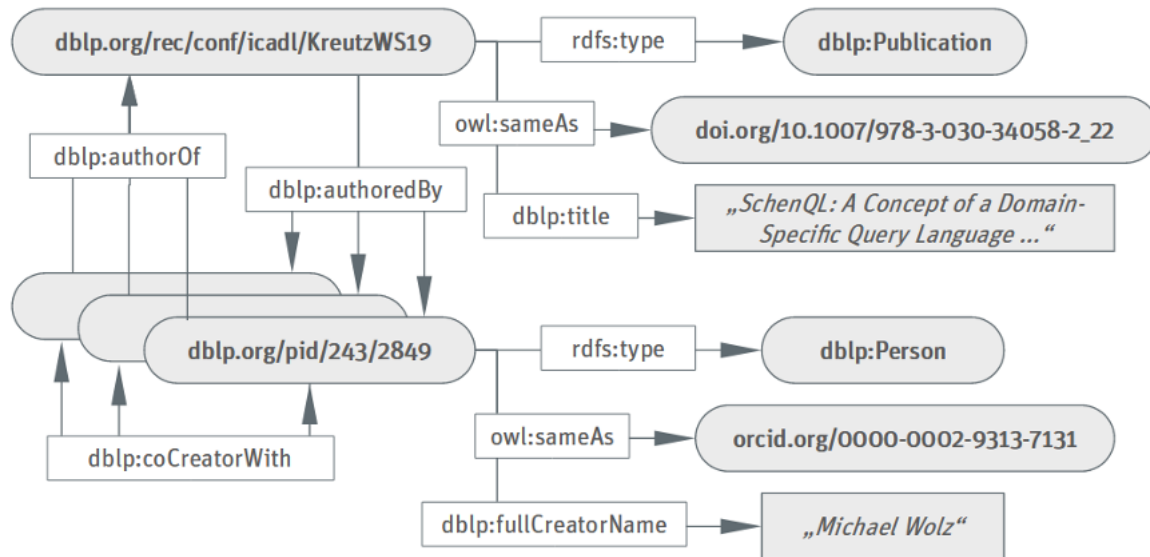 dblp.org/rec/conf/icadl/KreutzWS19
rdfs:type
dblp:Publication
owl:sameAs
doi.org/10.1007/978-3-030-34058-2_22
dblp:authorOf
dblp:authoredBy
dblp:title
„SchenQL: A Concept of a Domain-
Specific Query Language ...“
dblp.org/pid/243/2849
rdfs:type
dblp:Person
owl:sameAs
orcid.org/0000-0002-9313-7131
dblp:coCreatorWith
dblp:fullCreatorName
„Michael Wolz“